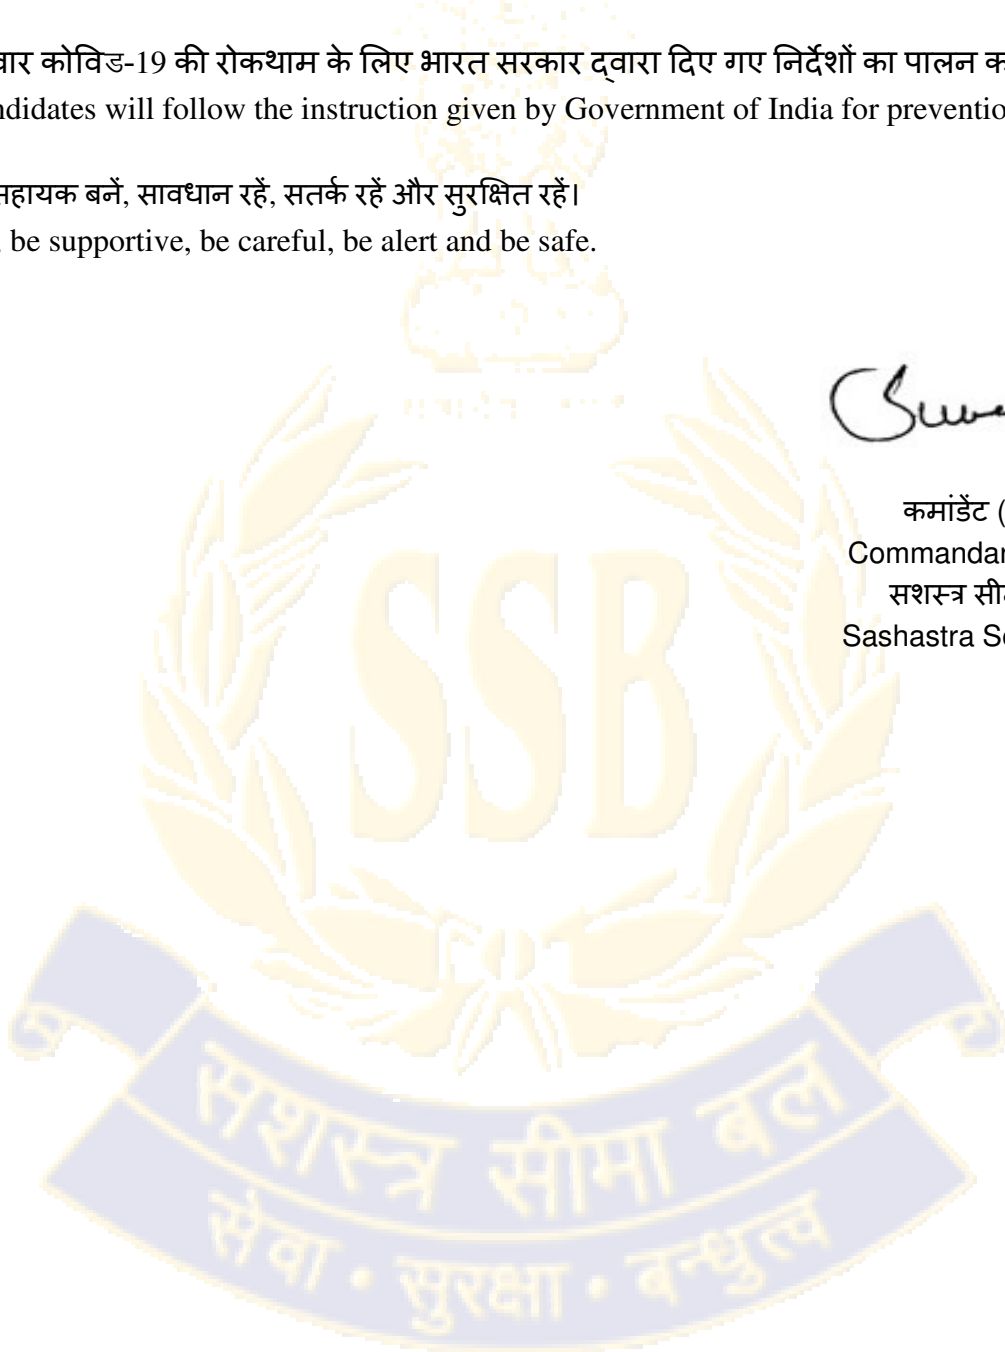 वार कोविड-19 की रोकथाम के लिए भारत सरकार द्वारा दिए गए निर्देशों का पालन क
ndidates will follow the instruction given by Government of India for preventio
सहायक बनें, सावधान रहें, सतर्क रहें और सुरक्षित रहें।
, be supportive, be careful, be alert and be safe.
कमांडेंट (
Commandan
सशस्त्र सी
Sashastra Se
SSB
सशस्त्र सीमा बल
सेवा • सुरक्षा • बन्धुत्व